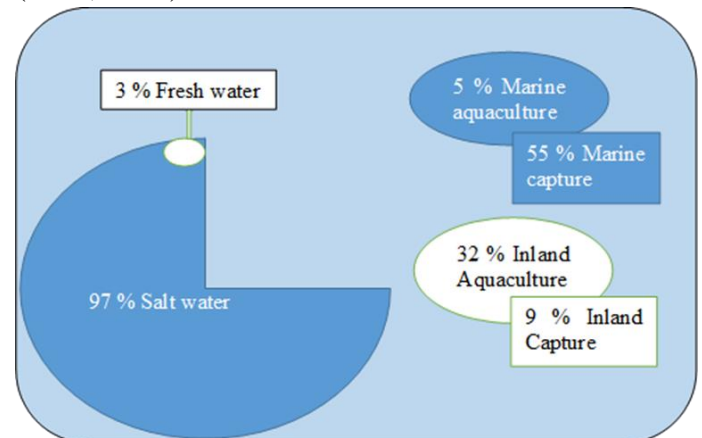 3 % Fresh water
5 % Marine
aquaculture
55 % Marine
capture
32 % Inland
Aquaculture
97 % Salt water
9 % Inland
Capture